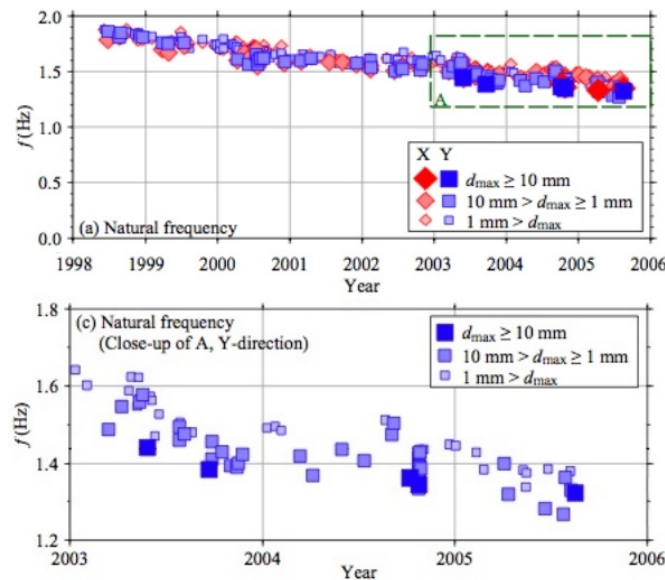 2.0
1.5
1.0
0.5
0.0
f(Hz)
A
X Y
dmax ≥ 10 mm
10 mm > dmax ≥ 1 mm
1 mm > dmax
(a) Natural frequency
1998 1999 2000 2001 2002 2003 2004 2005 2006
Year
1.8
1.6
1.4
1.2
f(Hz)
(c) Natural frequency
(Close-up of A, Y-direction)
dmax ≥ 10 mm
10 mm > dmax ≥ 1 mm
1 mm > dmax
2003 2004 2005 2006
Year